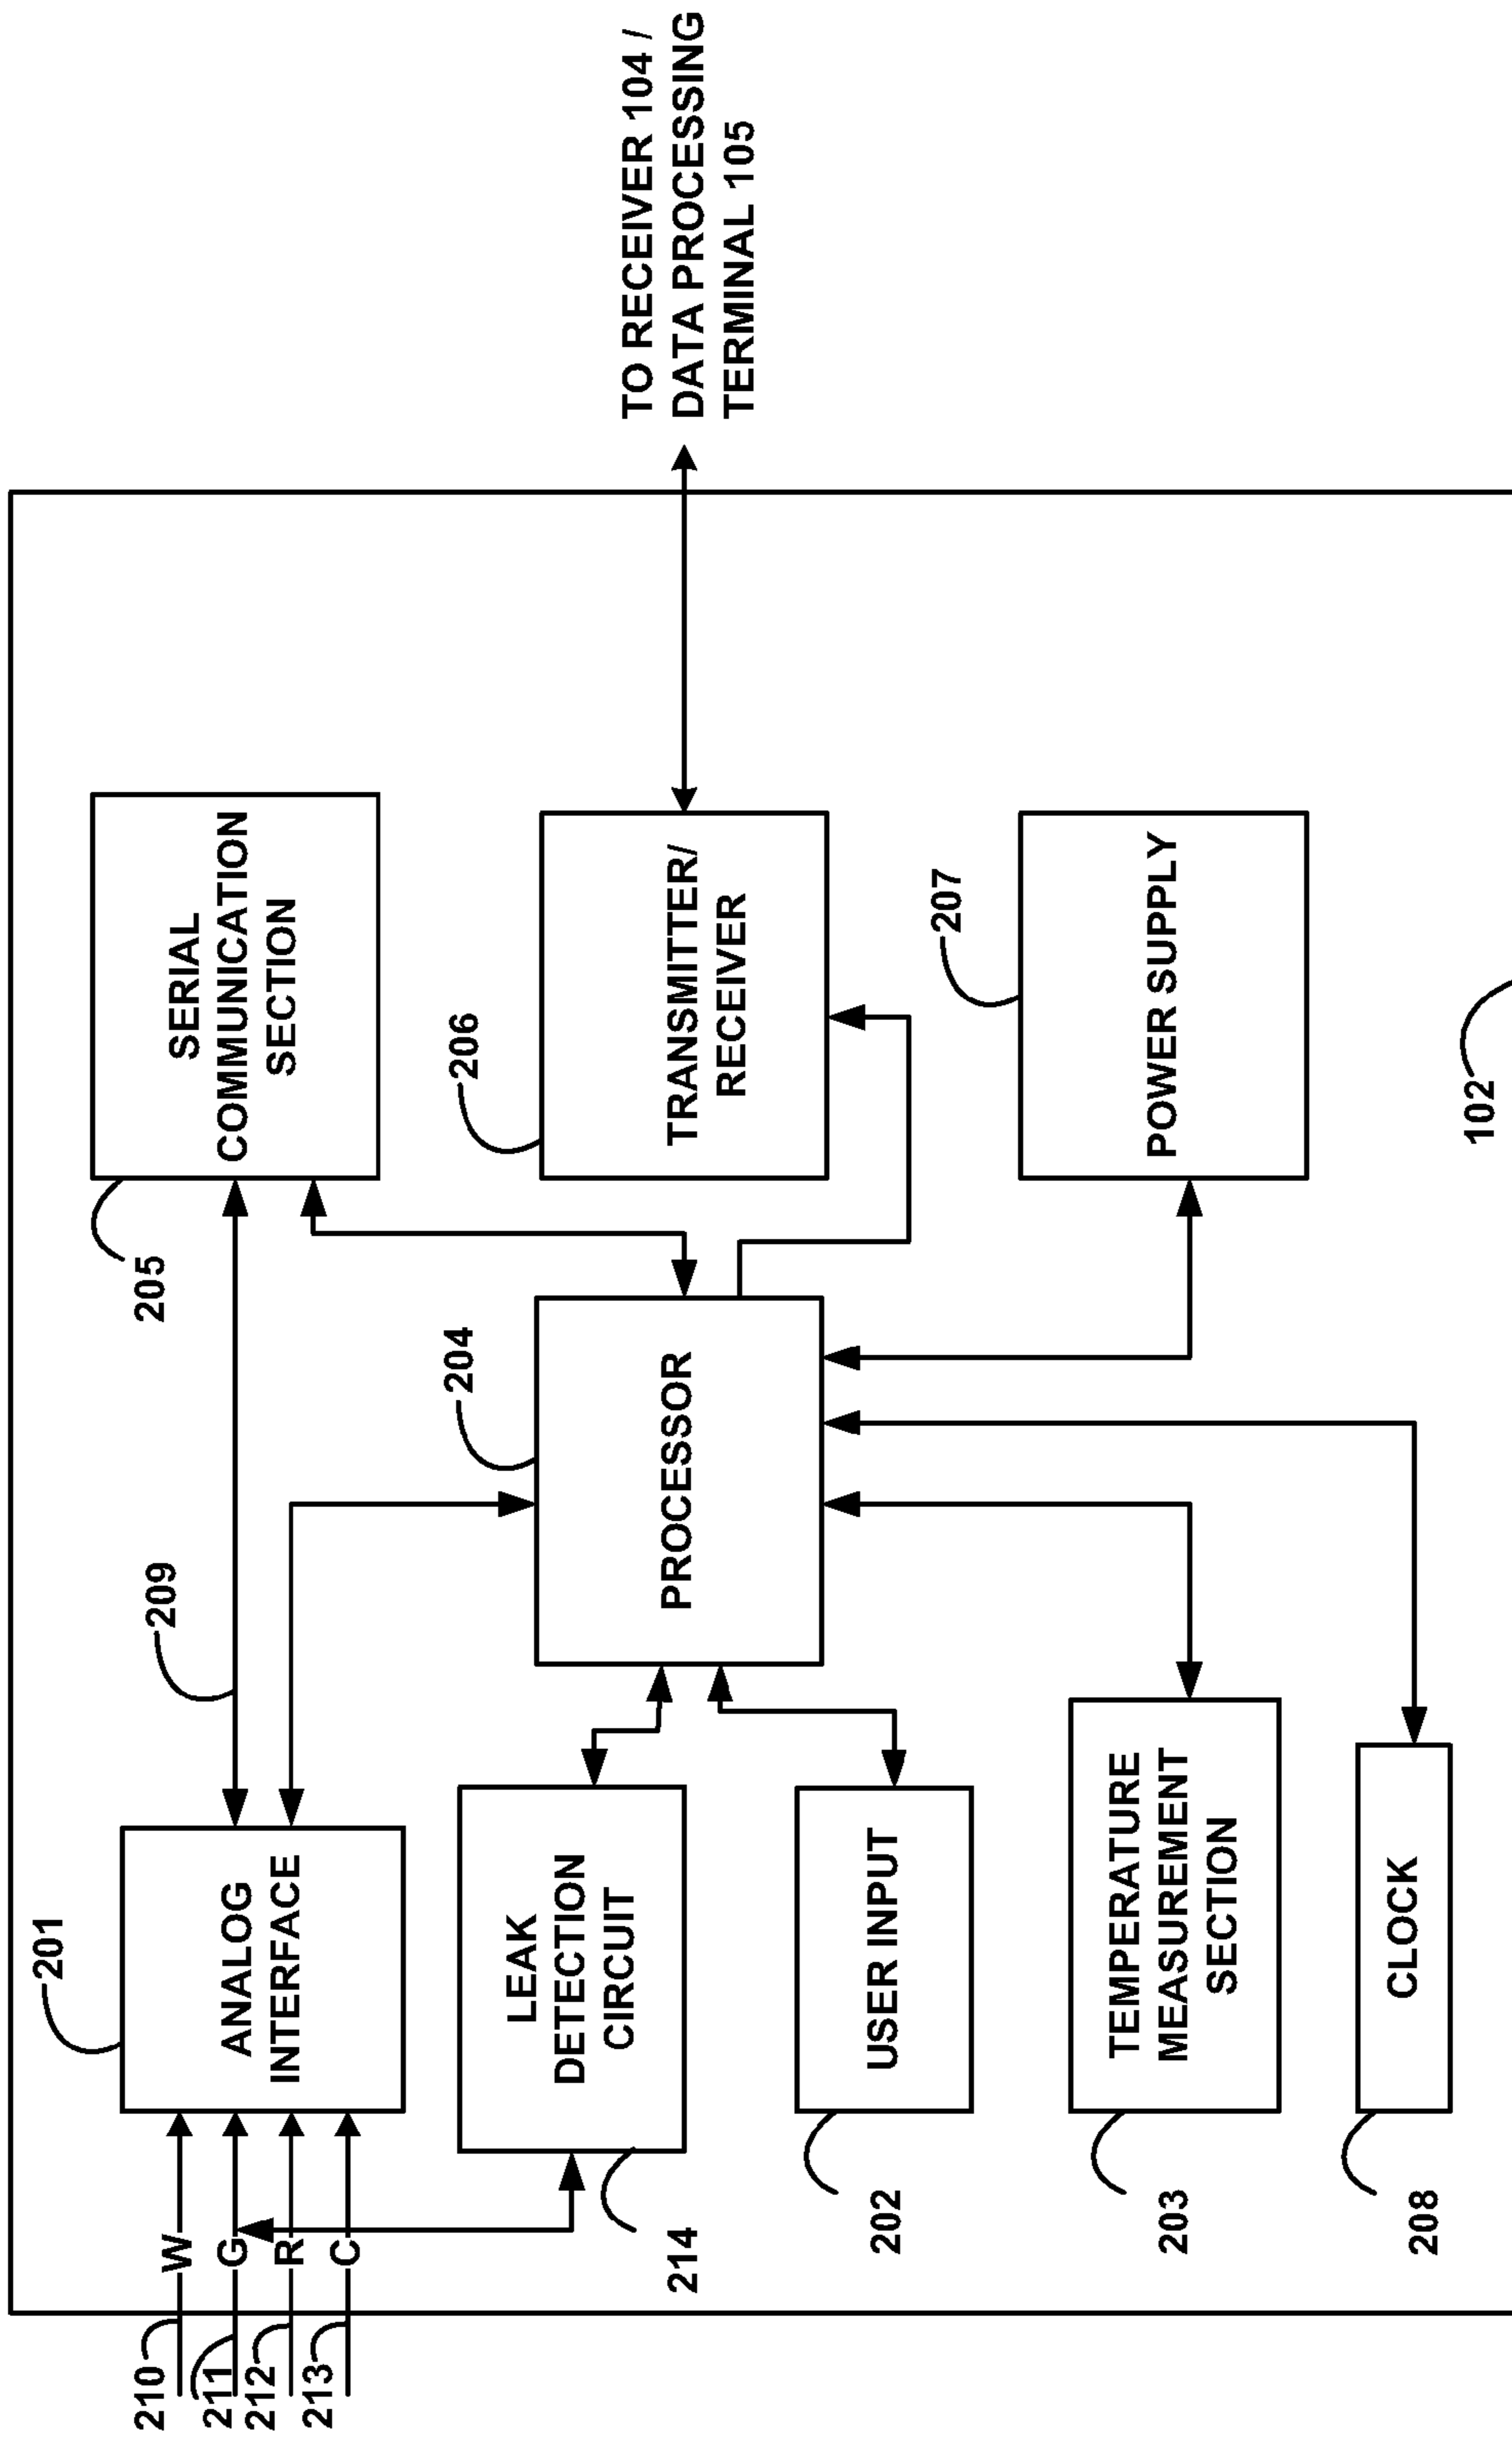 210
211
212
213
W
G
R
C
201
ANALOG
INTERFACE
209
205
SERIAL
COMMUNICATION
SECTION
214
LEAK
DETECTION
CIRCUIT
204
PROCESSOR
206
TRANSMITTER/
RECEIVER
TO RECEIVER 104 /
DATA PROCESSING
TERMINAL 105
202
USER INPUT
207
POWER SUPPLY
203
TEMPERATURE
MEASUREMENT
SECTION
208
CLOCK
102